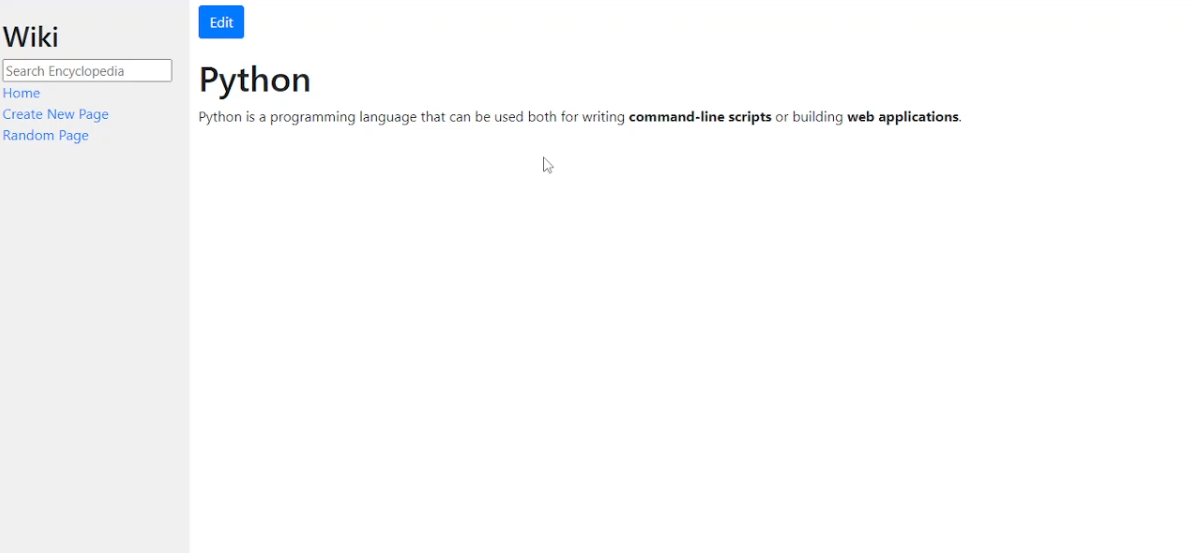 Wiki
Search Encyclopedia
Home
Create New Page
Random Page
Edit
Python
Python is a programming language that can be used both for writing command-line scripts or building web applications.